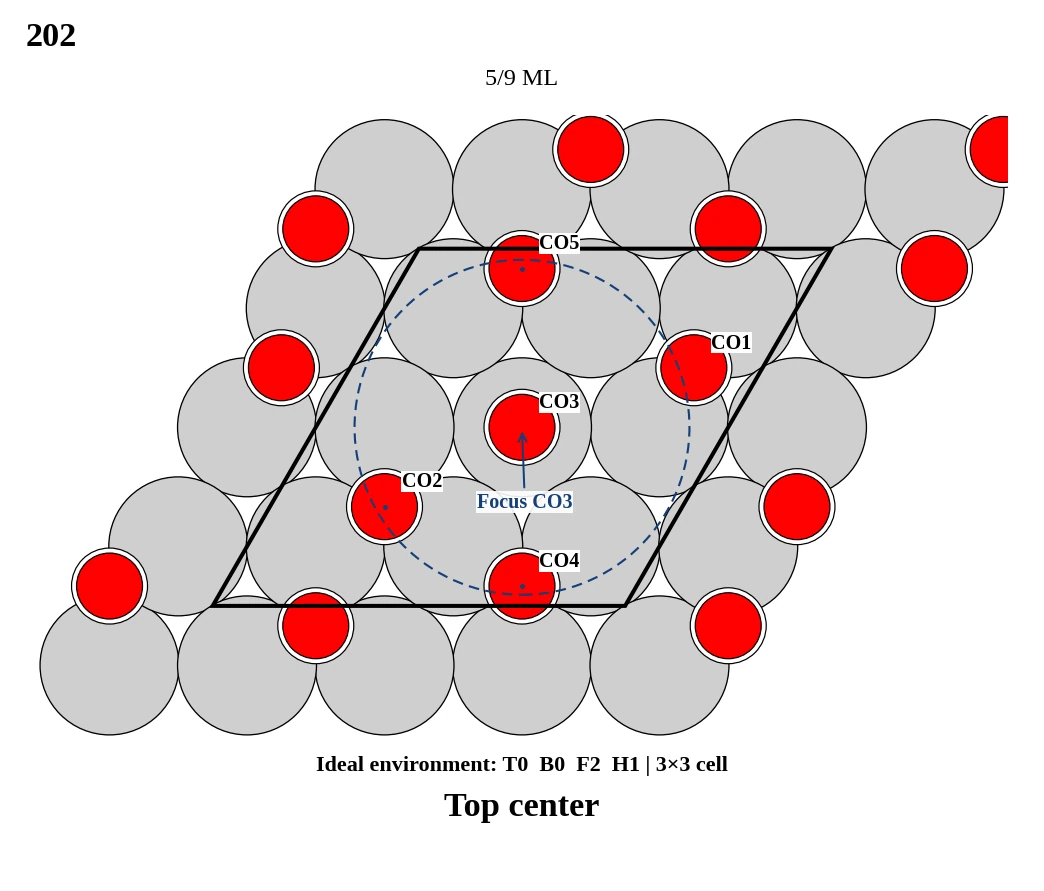 202
5/9 ML
CO5
CO1
CO3
CO2
Focus CO3
CO4
Ideal environment: T0 B0 F2 H1 | 3×3 cell
Top center